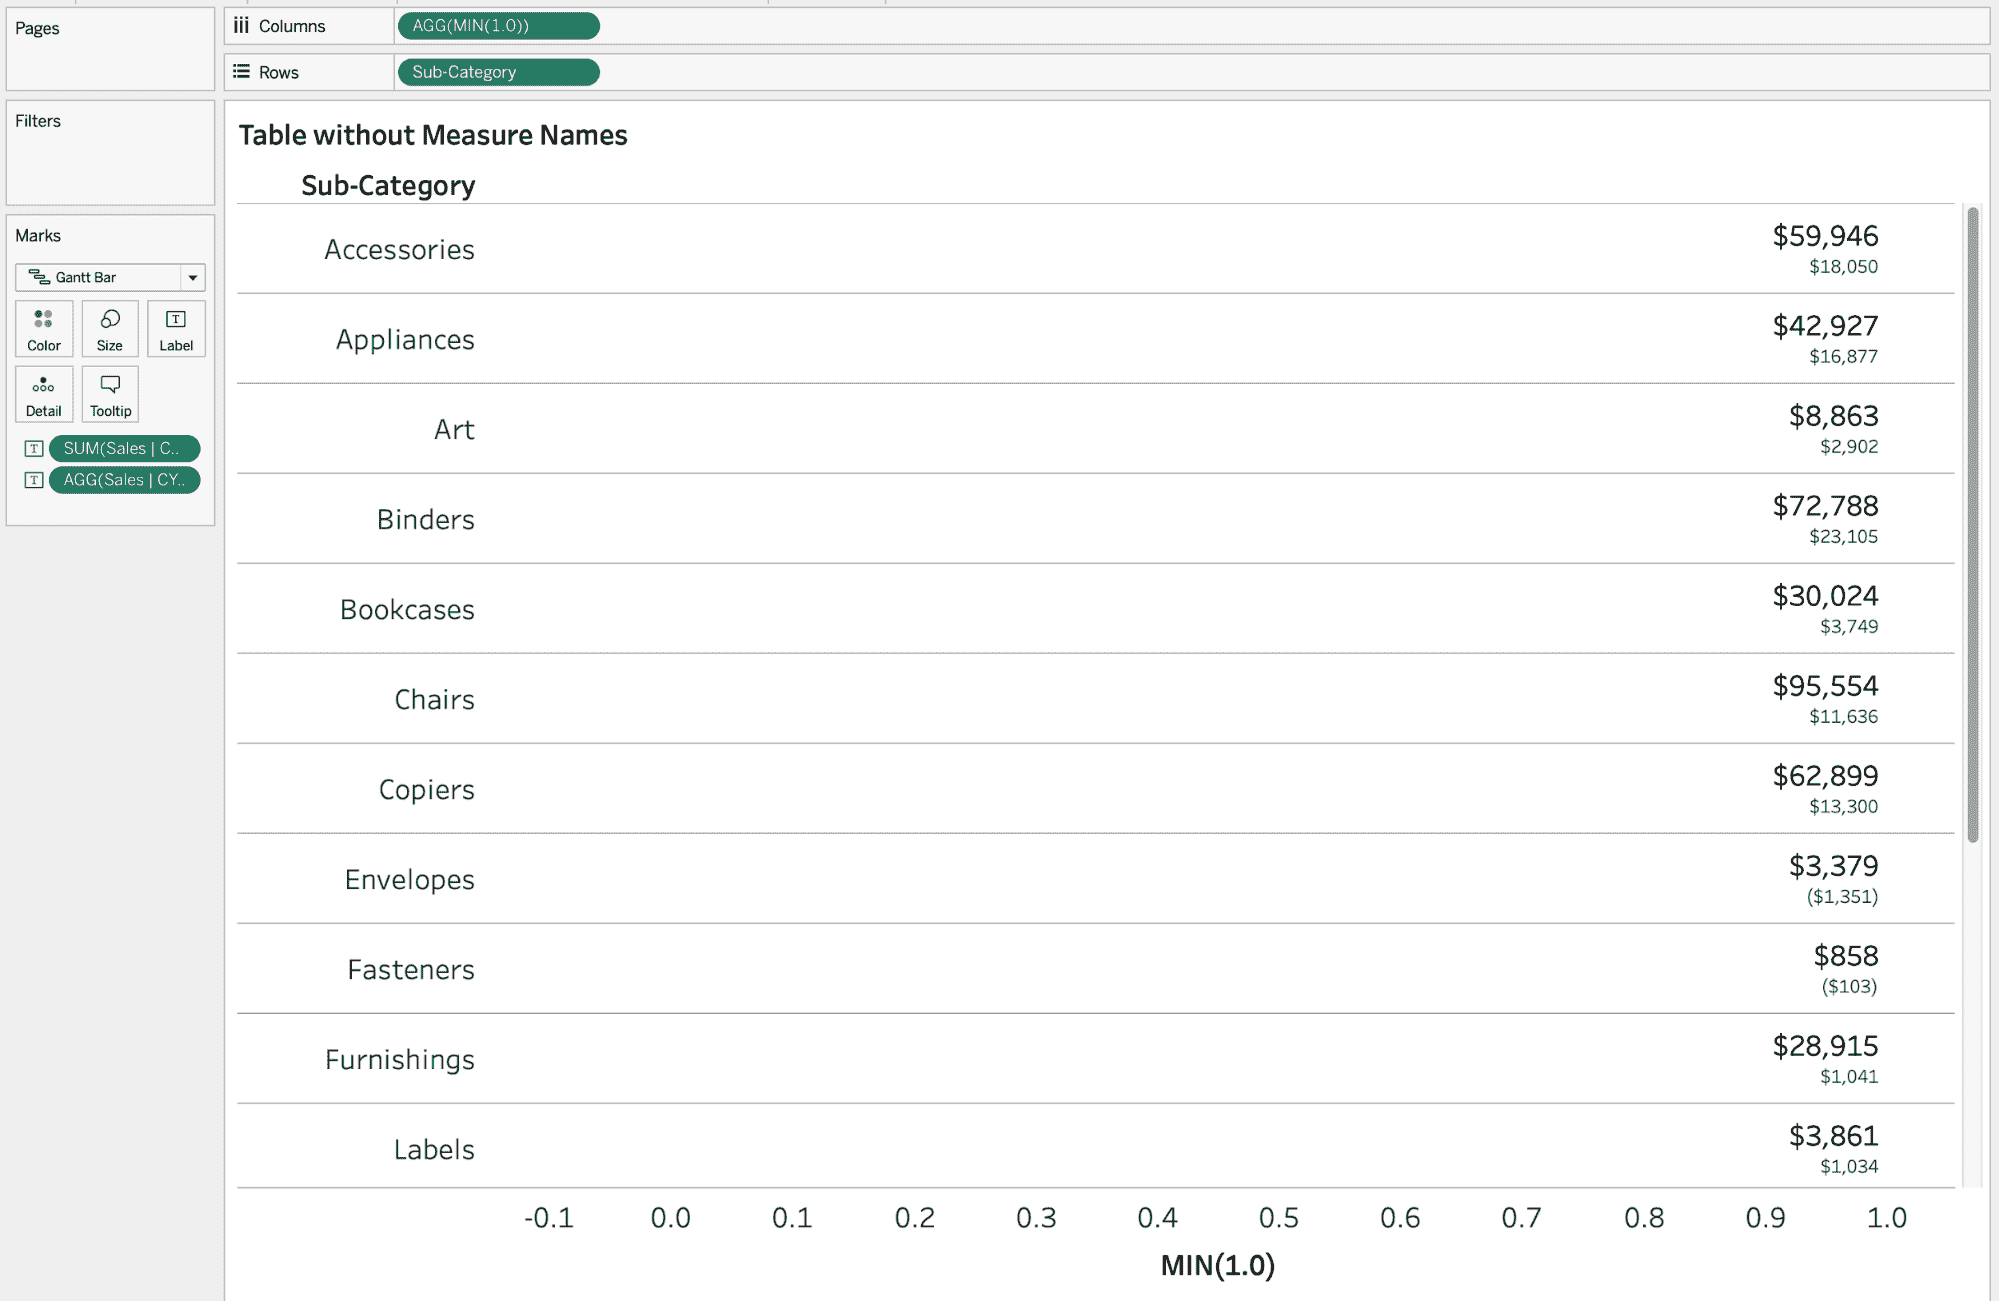 Pages
Columns
AGG(MIN(1.0))
Rows
Sub-Category
Filters
Marks
Gantt Bar
Color
Size
T
Label
Detail
Tooltip
T
SUM(Sales | C..
T
AGG(Sales | CY..
Table without Measure Names
Sub-Category
Accessories
$59,946
$18,050
Appliances
$42,927
$16,877
Art
$8,863
$2,902
Binders
$72,788
$23,105
Bookcases
$30,024
$3,749
Chairs
$95,554
$11,636
Copiers
$62,899
$13,300
Envelopes
$3,379
($1,351)
Fasteners
$858
($103)
Furnishings
$28,915
$1,041
Labels
$3,861
$1,034
-0.1 0.0 0.1 0.2 0.3 0.4 0.5 0.6 0.7 0.8 0.9 1.0
MIN(1.0)